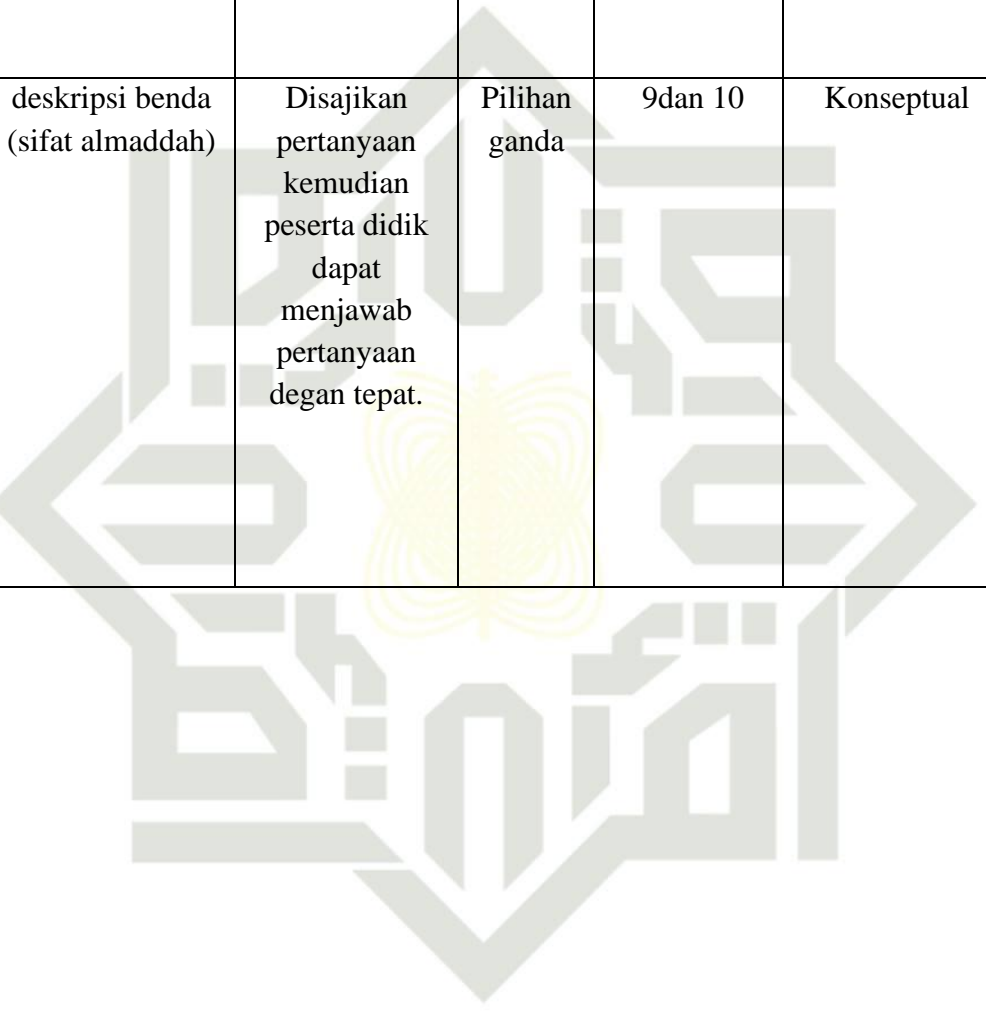 deskripsi benda
(sifat almaddah)
Disajikan
pertanyaan
kemudian
peserta didik
dapat
menjawab
pertanyaan
degan tepat.
Pilihan
ganda
9dan 10
Konseptual